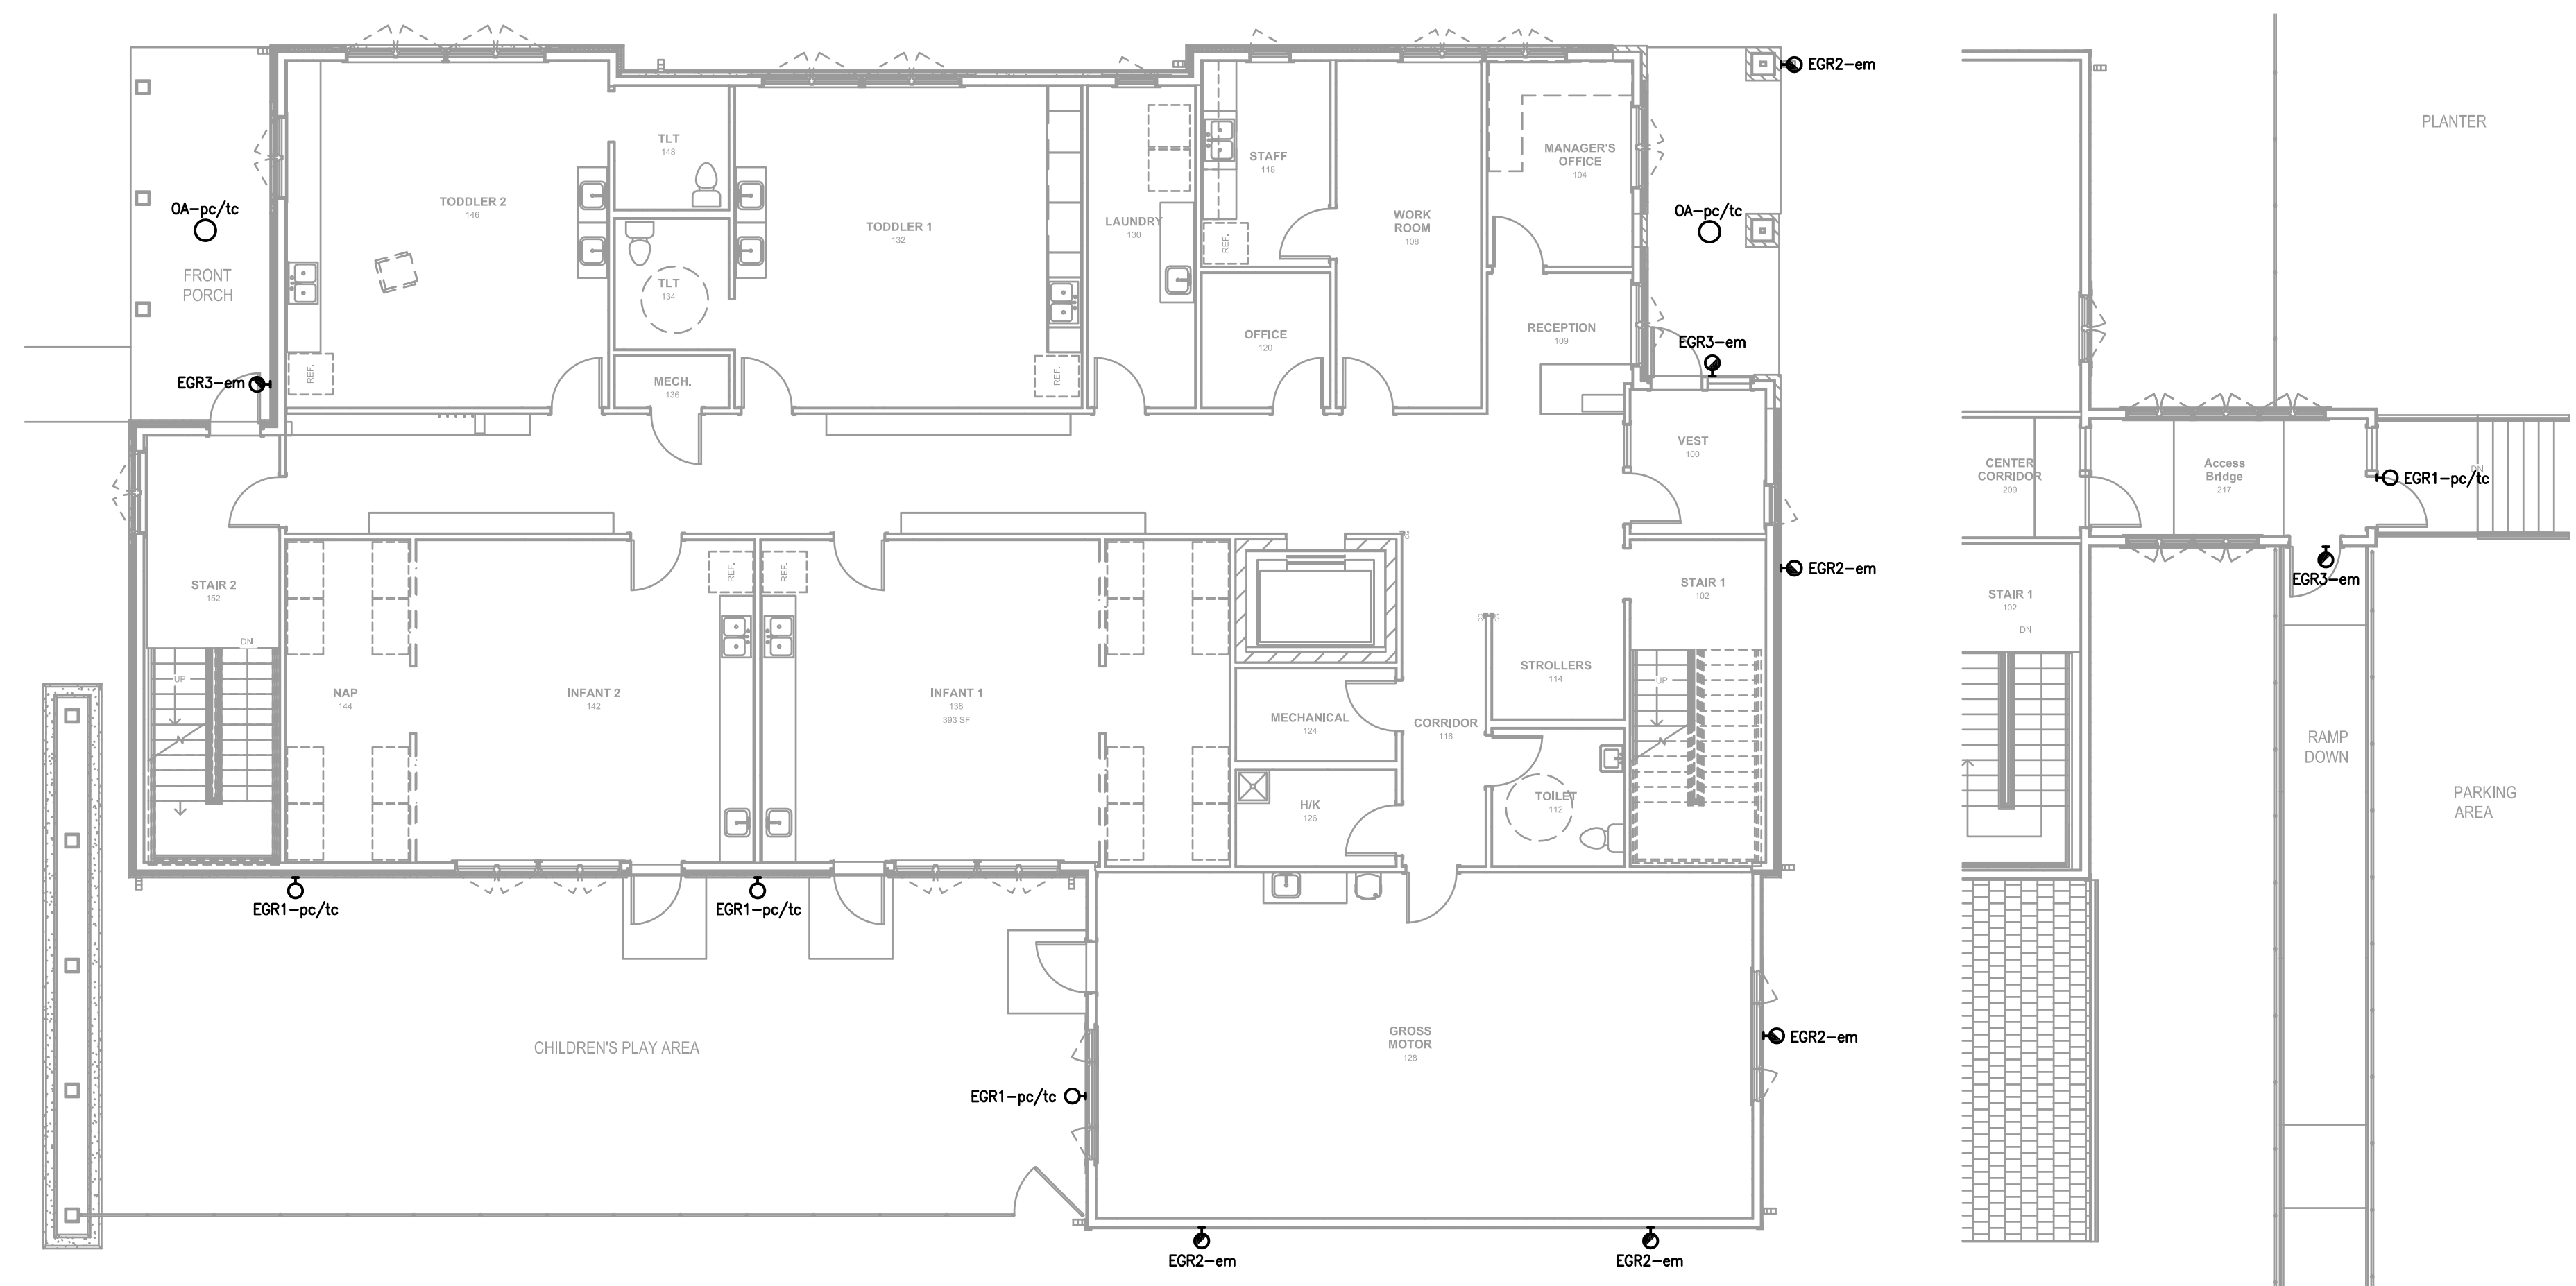 EGR2-em
PLANTER
TLT
148
STAFF
118
MANAGER'S
OFFICE
104
TODDLER 2
146
OA-pc/tc
LAUNDRY
130
WORK
ROOM
108
OA-pc/tc
TODDLER 1
132
REF.
FRONT
PORCH
TLT
134
OFFICE
120
RECEPTION
109
EGR3-em
EGR3-em
REF.
MECH.
136
REF.
VEST
100
CENTER
CORRIDOR
209
Access
Bridge
217
DN
EGR1-pc/tc
EGR2-em
EGR3-em
REF.
REF.
STAIR 2
152
STAIR 1
102
STAIR 1
102
DN
DN
UP
UP
NAP
144
INFANT 2
142
INFANT 1
138
393 SF
STROLLERS
114
MECHANICAL
124
CORRIDOR
116
RAMP
DOWN
H/K
126
TOILET
112
PARKING
AREA
EGR1-pc/tc
EGR1-pc/tc
CHILDREN'S PLAY AREA
GROSS
MOTOR
128
EGR2-em
EGR1-pc/tc
EGR2-em
EGR2-em